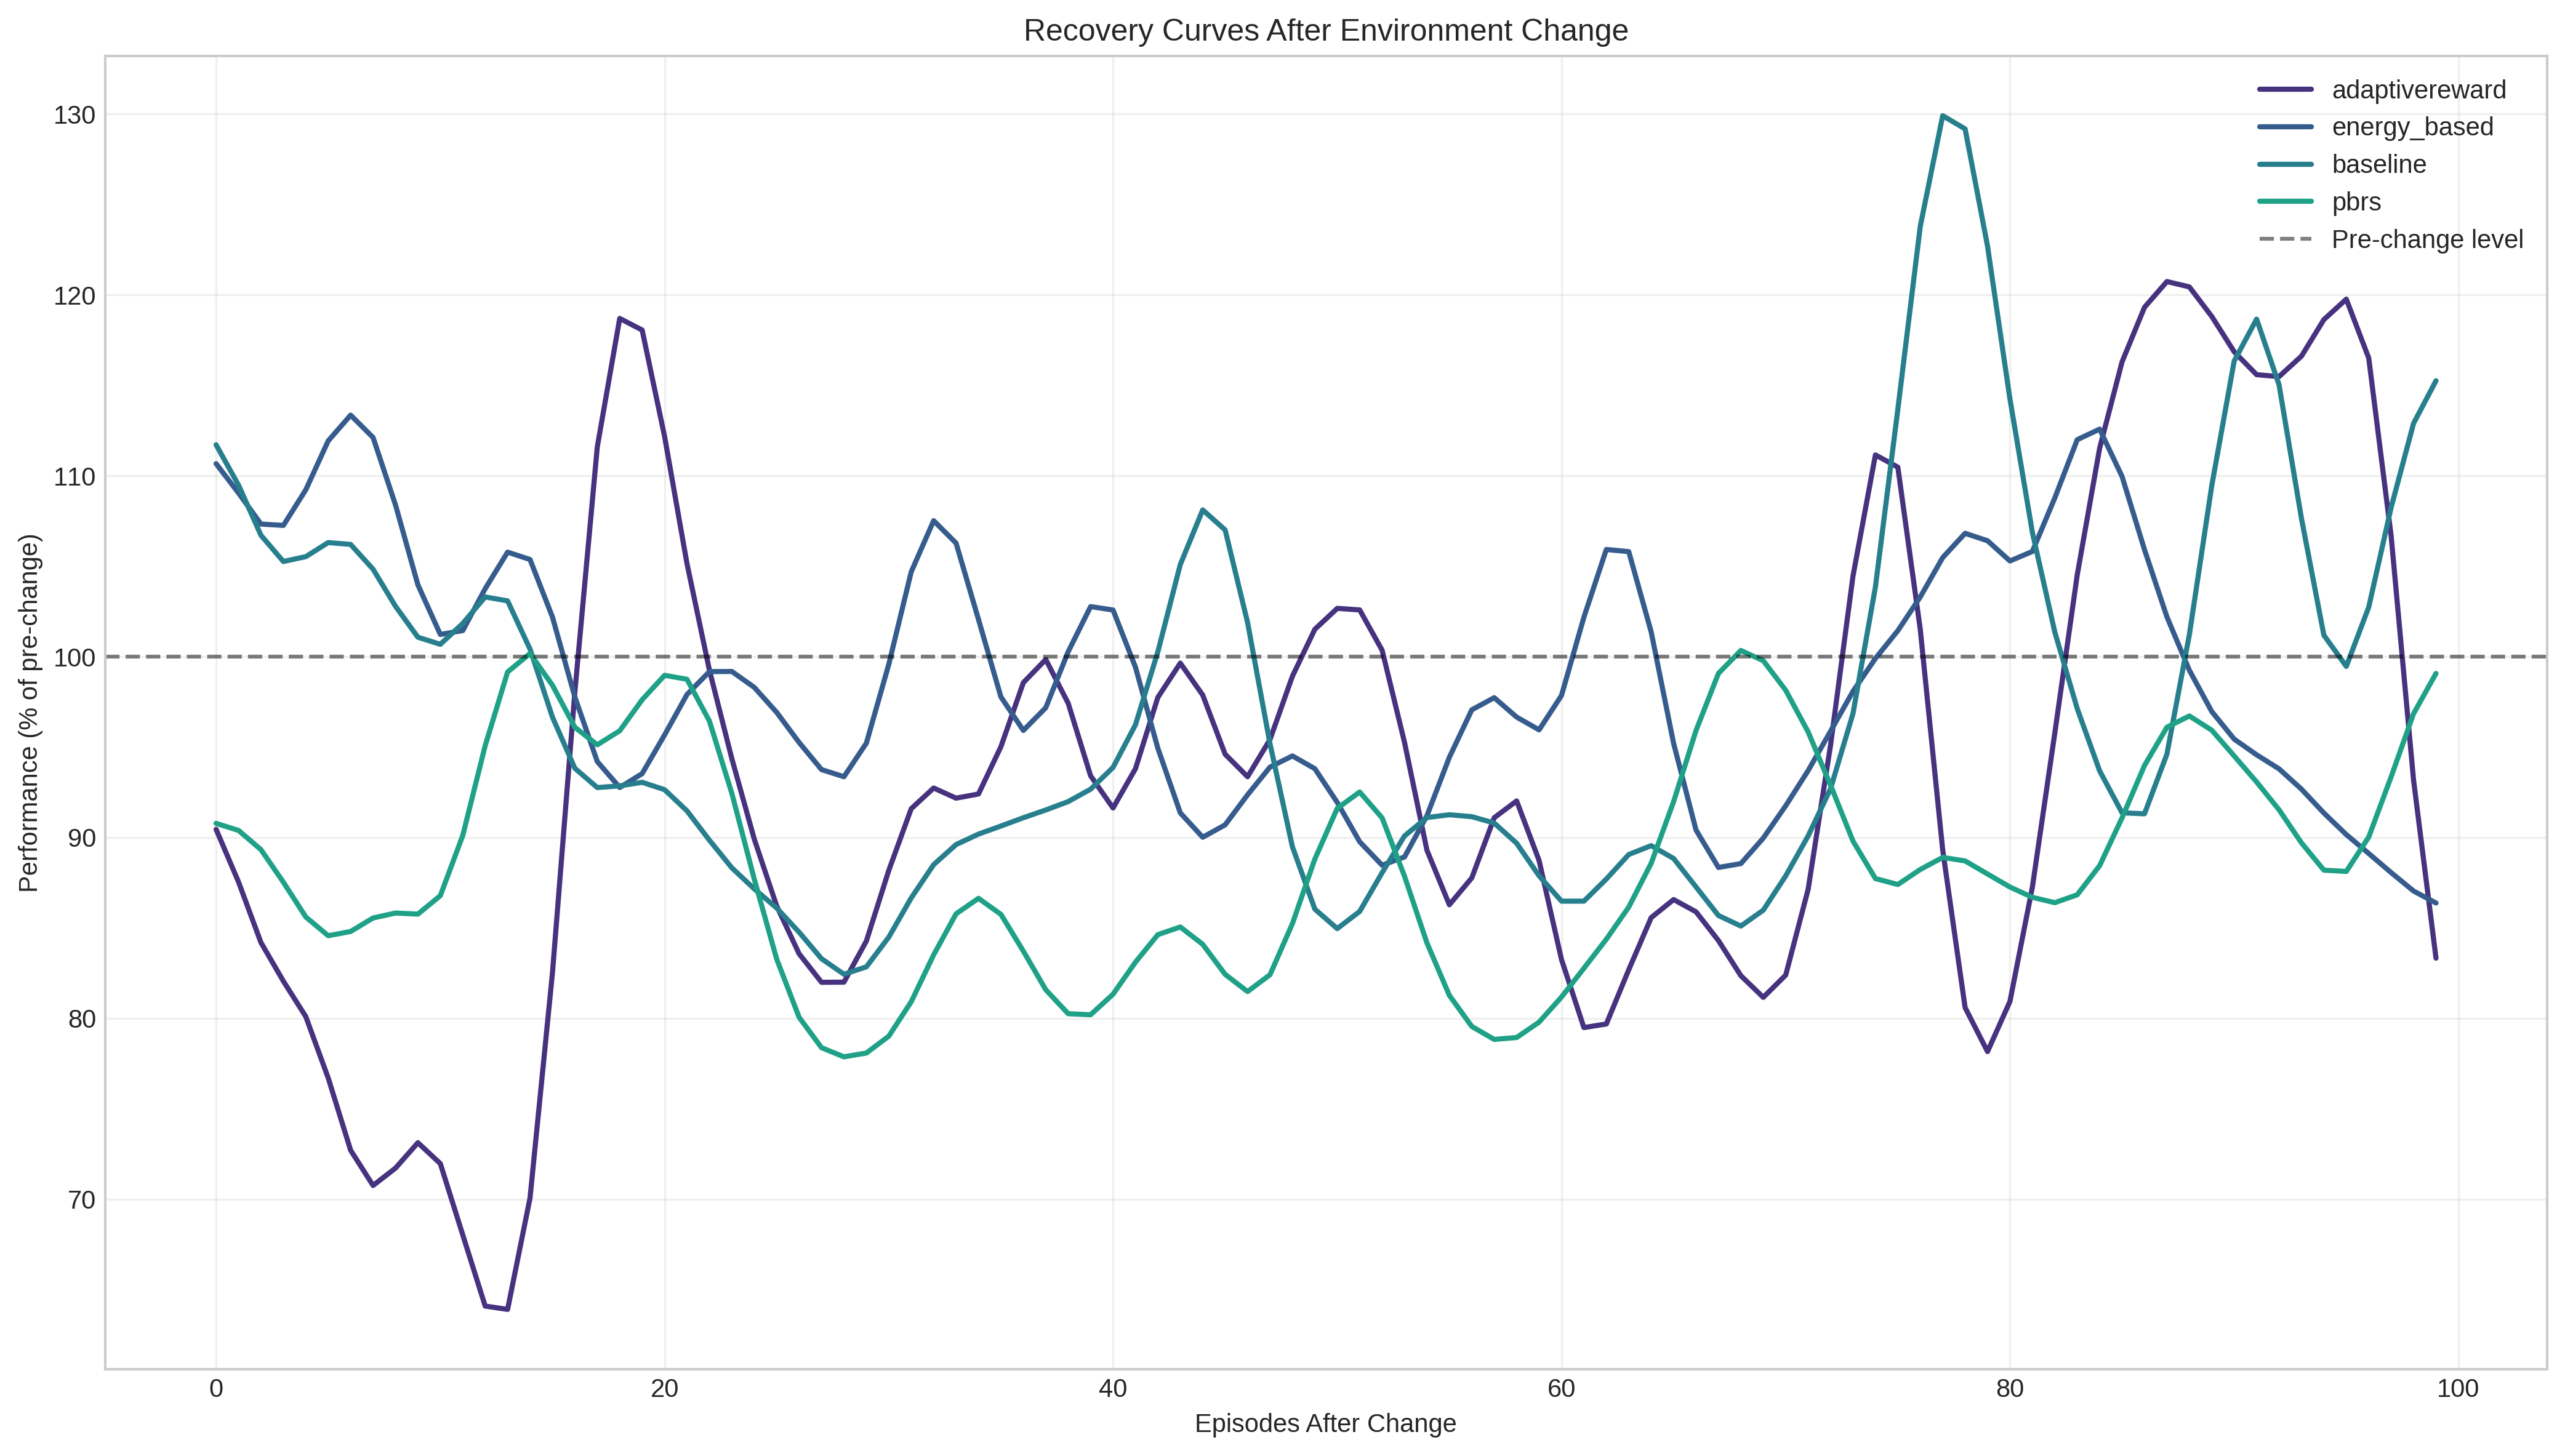 Recovery Curves After Environment Change
adaptivereward
energy_based
baseline
pbrs
Pre-change level
Performance (% of pre-change)
130
120
110
100
90
80
70
0
20
40
60
80
100
Episodes After Change